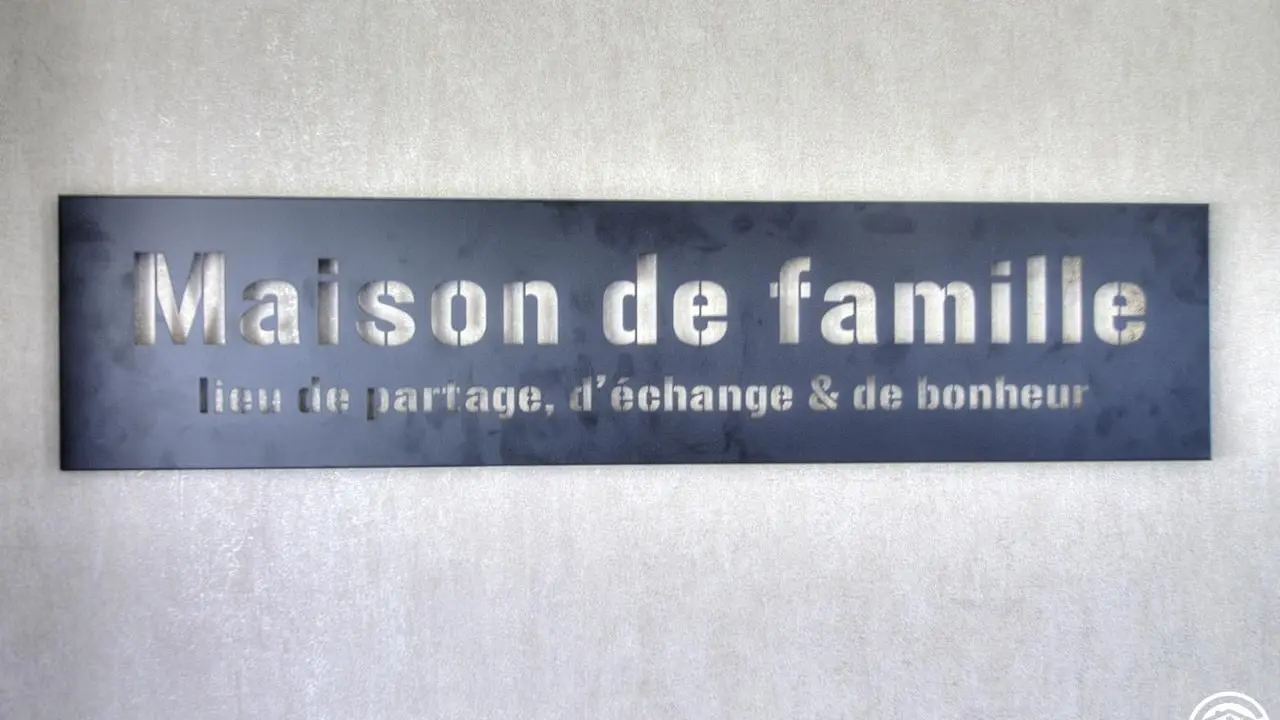 Maison de famille
lieu de partage, d'échange & de bonheur